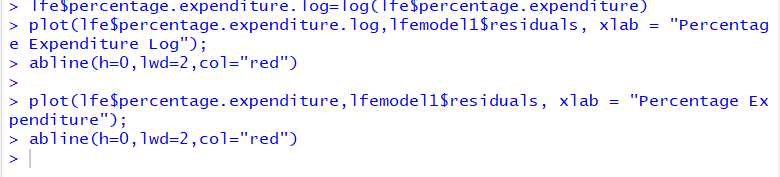 > lfe$percentage.expenditure.log=log(lfe$percentage.expenditure)
> plot(lfe$percentage.expenditure.log,lfemodel1$residuals, xlab = "Percentag
e Expenditure Log");
> abline(h=0,lwd=2,col="red")
>
> plot(lfe$percentage.expenditure,lfemodel1$residuals, xlab = "Percentage Ex
penditure");
> abline(h=0,lwd=2,col="red")
>